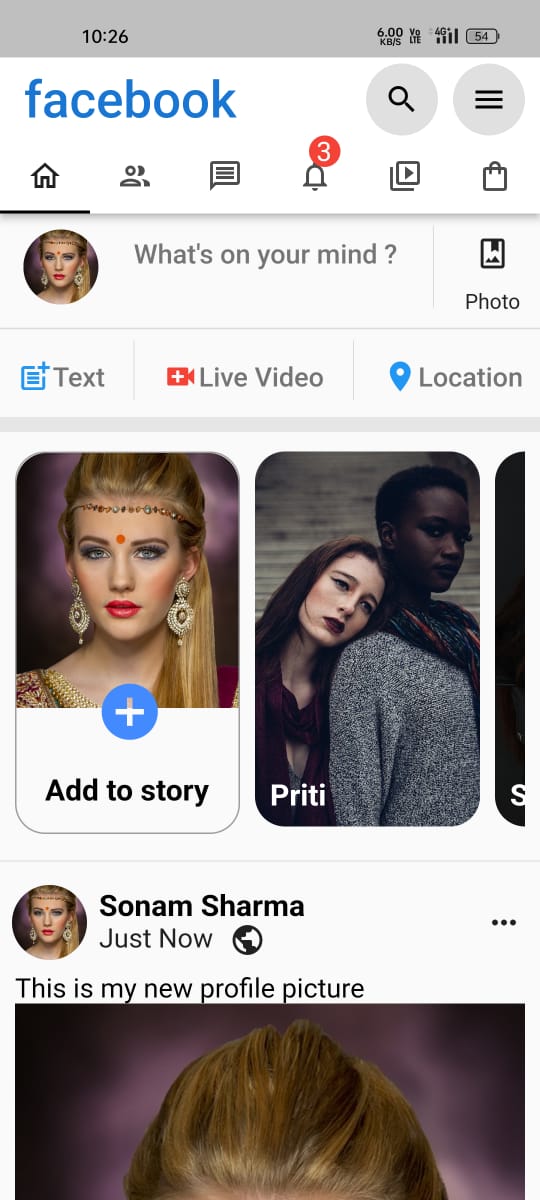 10:26
6.00 KB/S Vo LTE 4G 54
facebook
3
What's on your mind ?
Photo
Text
Live Video
Location
Add to story
Priti
S
Sonam Sharma
Just Now
This is my new profile picture